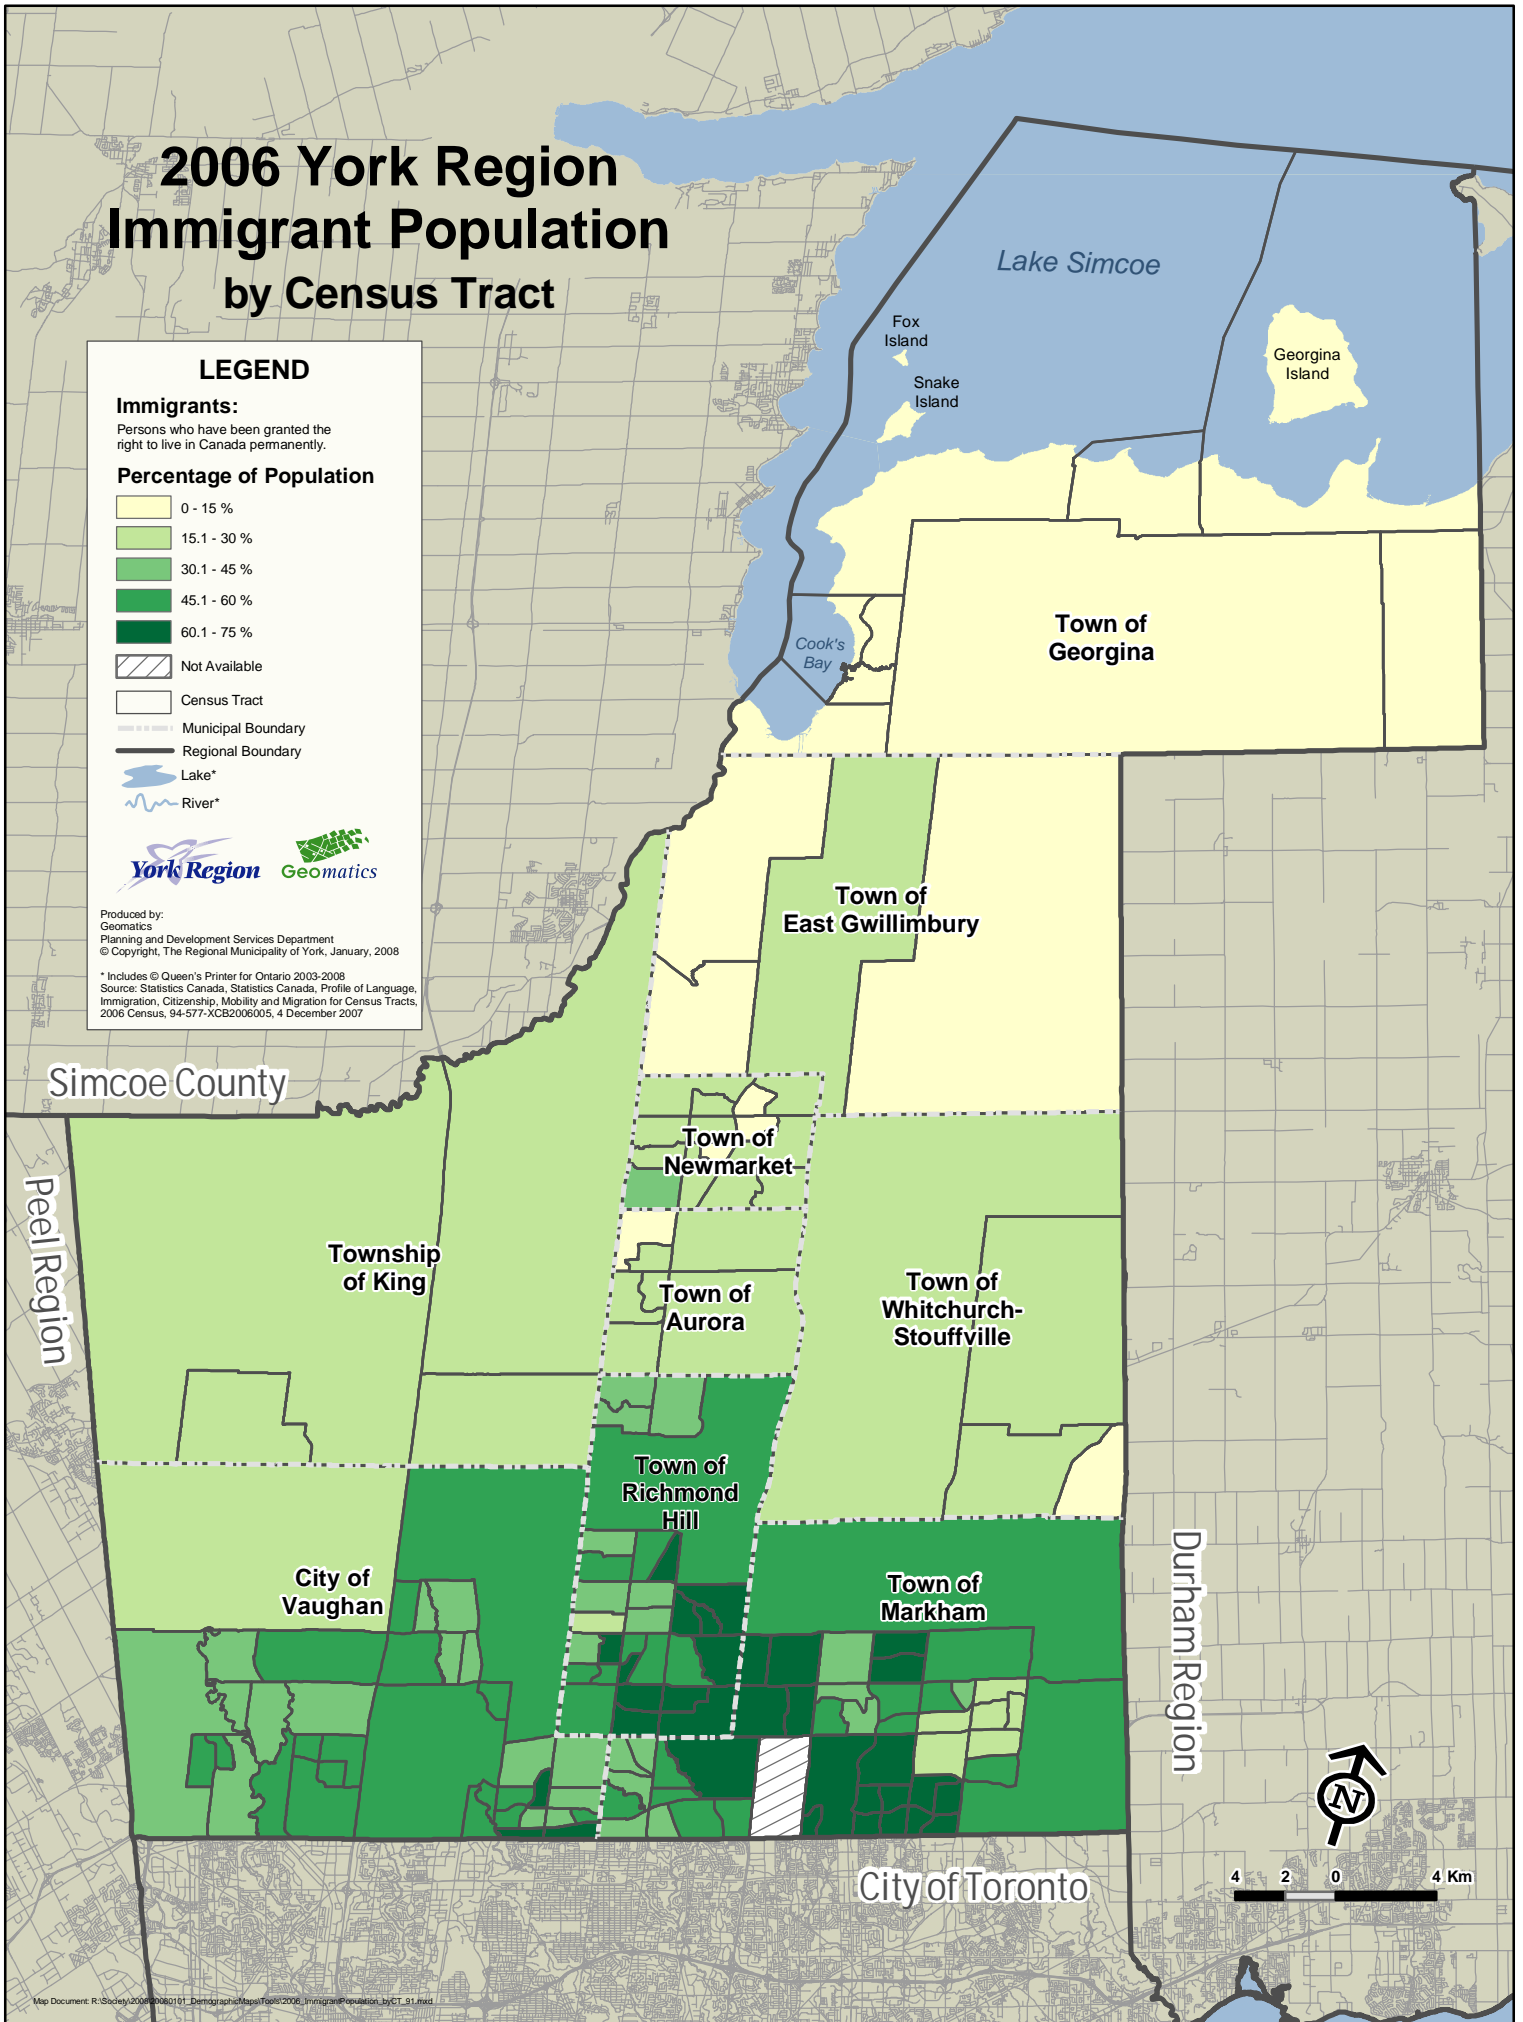 2006 York Region
Immigrant Population
by Census Tract
LEGEND
Immigrants:
Persons who have been granted the
right to live in Canada permanently.
Percentage of Population
0 - 15 %
15.1 - 30 %
30.1 - 45 %
45.1 - 60 %
60.1 - 75 %
Not Available
Census Tract
Municipal Boundary
Regional Boundary
Lake*
River*
York Region
Geomatics
Produced by:
Geomatics
Planning and Development Services Department
© Copyright, The Regional Municipality of York, January, 2008
* Includes © Queen's Printer for Ontario 2003-2008
Source: Statistics Canada, Statistics Canada, Profile of Language,
Immigration, Citizenship, Mobility and Migration for Census Tracts,
2006 Census, 94-577-XCB2006005, 4 December 2007
Lake Simcoe
Fox
Island
Snake
Island
Georgina
Island
Cook's
Bay
Town of
Georgina
Town of
East Gwillimbury
Simcoe County
Peel Region
Town of
Newmarket
Township
of King
Town of
Aurora
Town of
Whitchurch-
Stouffville
Town of
Richmond
Hill
City of
Vaughan
Town of
Markham
Durham Region
City of Toronto
N
4 2 0 4 Km
Map Document: R:\Society\2008\20080101_DemographicMaps\Tools\2006_ImmigrantPopulation_byCT_91.mxd